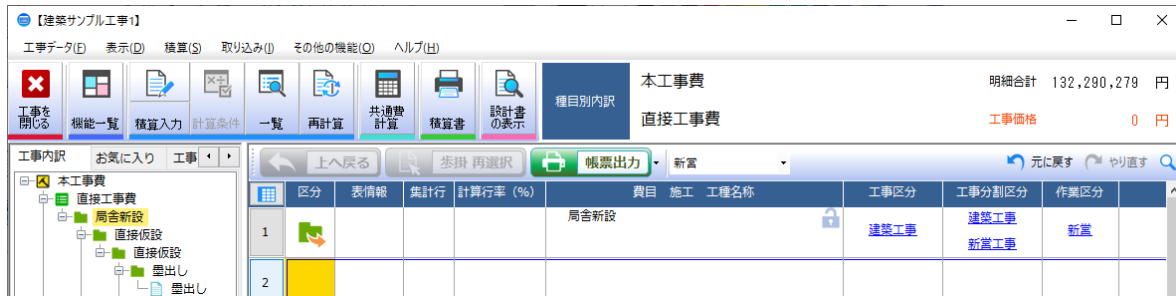 【建築サンプル工事1】
工事データ(F) 表示(D) 積算(S) 取り込み(I) その他の機能(O) ヘルプ(H)
工事を
閉じる
機能一覧
積算入力
計算条件
一覧
再計算
共通費
計算
積算書
設計書
の表示
種目別内訳
本工事費
明細合計 132,290,279 円
直接工事費
工事価格 0 円
工事内訳 お気に入り 工事
上へ戻る 歩掛 再選択 帳票出力 新営 元に戻す やり直す
本工事費
直接工事費
局舎新設
直接仮設
直接仮設
墨出し
墨出し
区分 表情報 集計行 計算行率 (%) 費目 施工 工種名称 工事区分 工事分割区分 作業区分
1 局舎新設 建築工事 建築工事 新営
新営工事
2